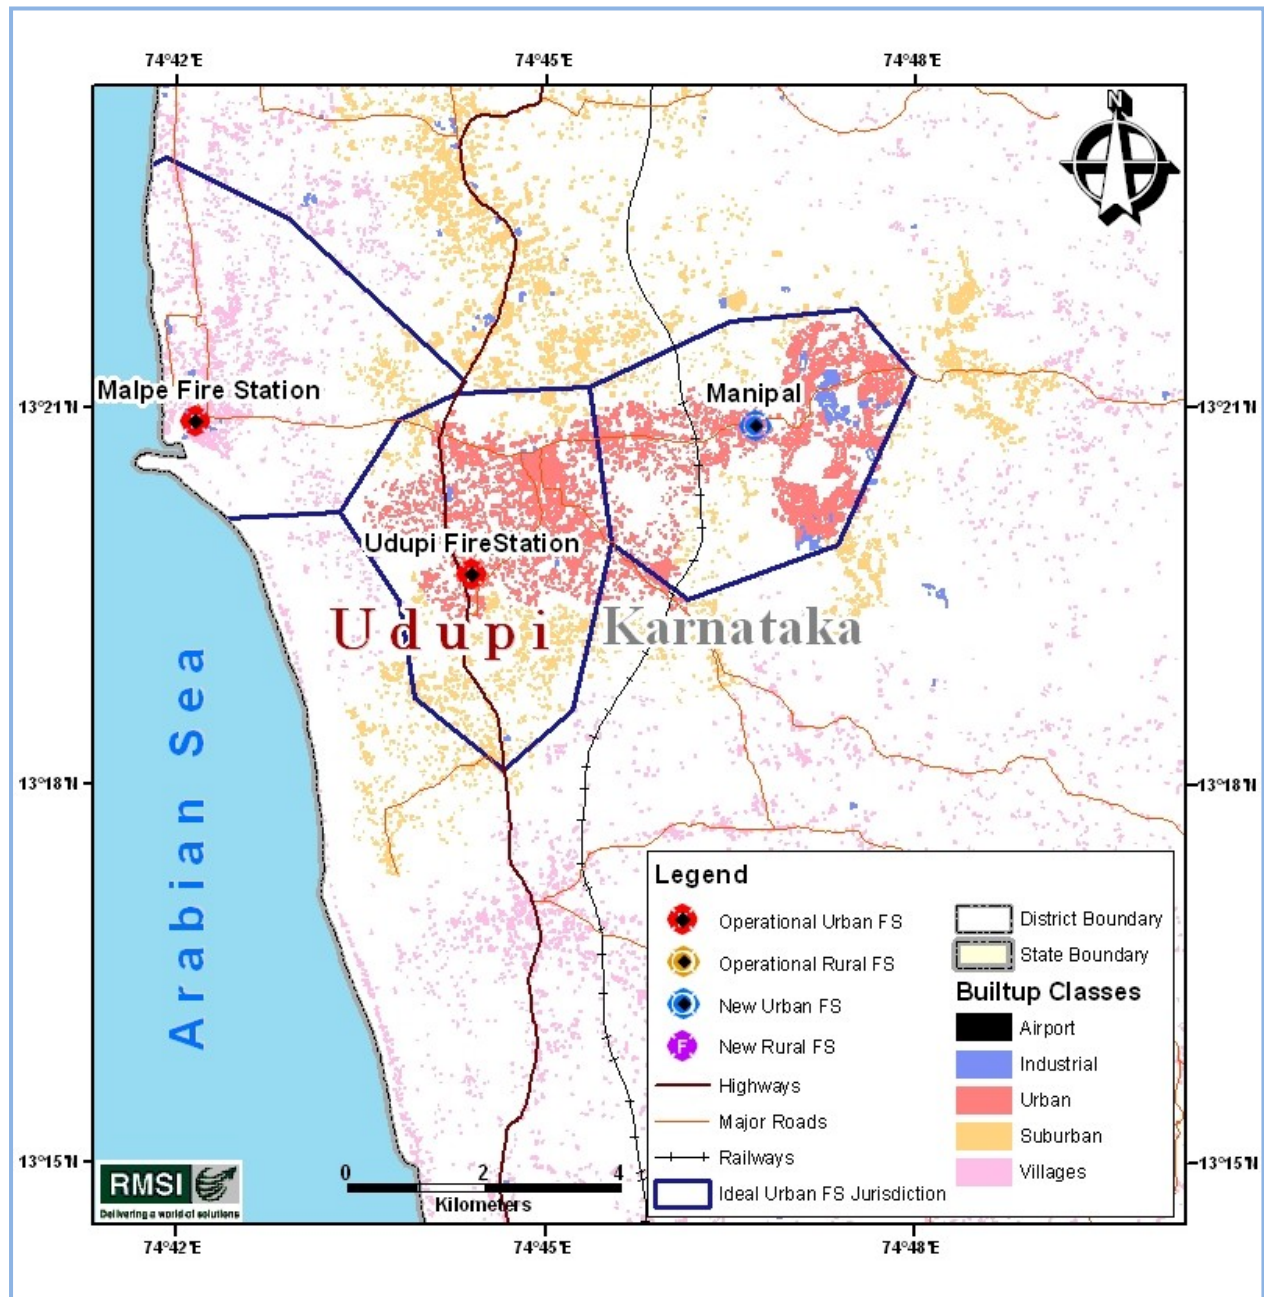 74°42'E 74°45'E 74°48'E
N
Malpe Fire Station
Manipal
13°21'N 13°21'N
Udupi FireStation
Udupi
Karnataka
Arabian Sea
13°18'N 13°18'N
Legend
Operational Urban FS
Operational Rural FS
New Urban FS
F New Rural FS
Highways
Major Roads
Railways
Ideal Urban FS Jurisdiction
District Boundary
State Boundary
Builtup Classes
Airport
Industrial
Urban
Suburban
Villages
13°15'N 13°15'N
RMSI
Delivering a world of solutions
0 2 4
Kilometers
74°42'E 74°45'E 74°48'E